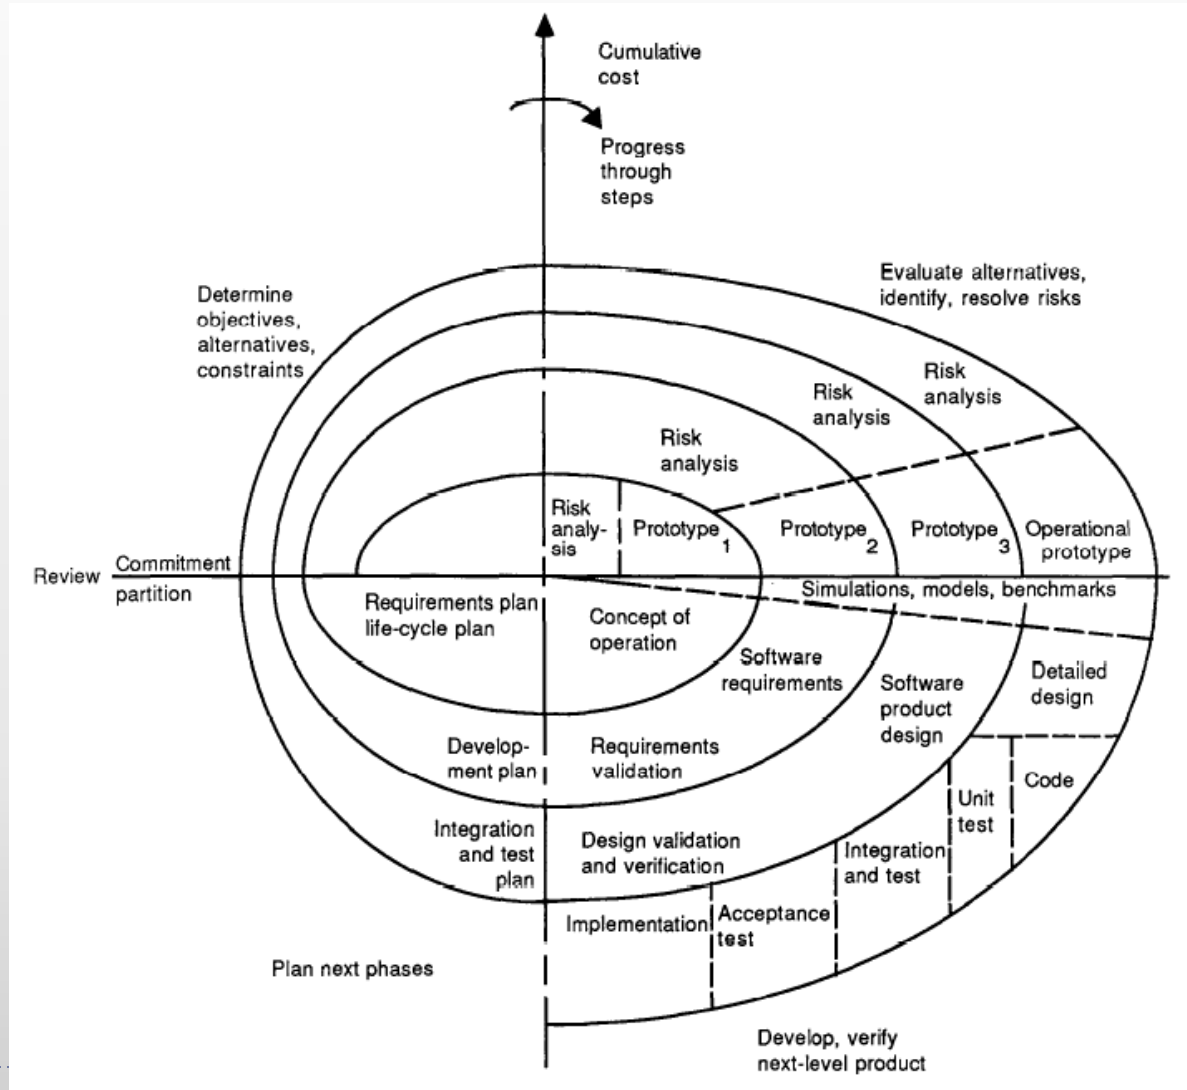 Cumulative
cost
Progress
through
steps
Evaluate alternatives,
identify, resolve risks
Determine
objectives,
alternatives,
constraints
Risk
analysis
Risk
analysis
Risk
analysis
Risk
analy-
sis
Prototype
1
Prototype
2
Prototype
3
Operational
prototype
Review
Commitment
partition
Simulations, models, benchmarks
Requirements plan
life-cycle plan
Concept of
operation
Software
requirements
Software
product
design
Detailed
design
Develop-
ment plan
Requirements
validation
Code
Unit
test
Integration
and test
plan
Design validation
and verification
Integration
and test
Acceptance
test
Implementation
Plan next phases
Develop, verify
next-level product